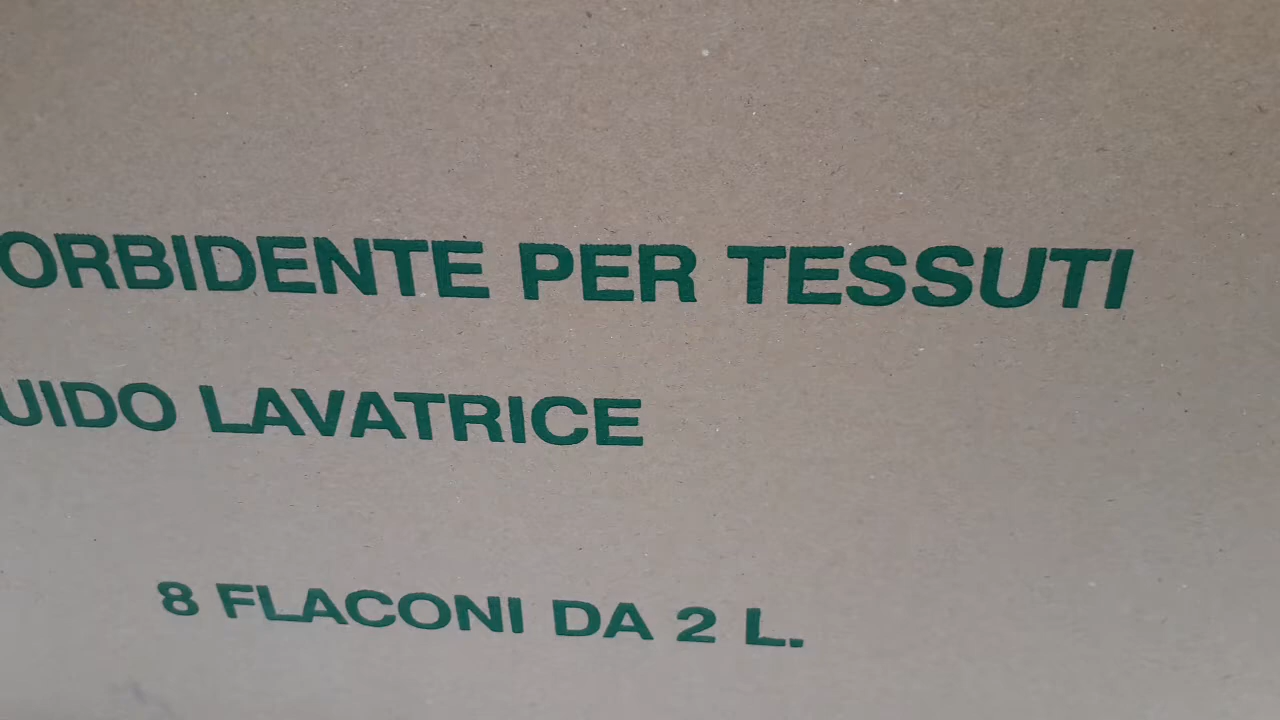 ORBIDENTE PER TESSUTI
UIDO LAVATRICE
8 FLACONI DA 2 L.